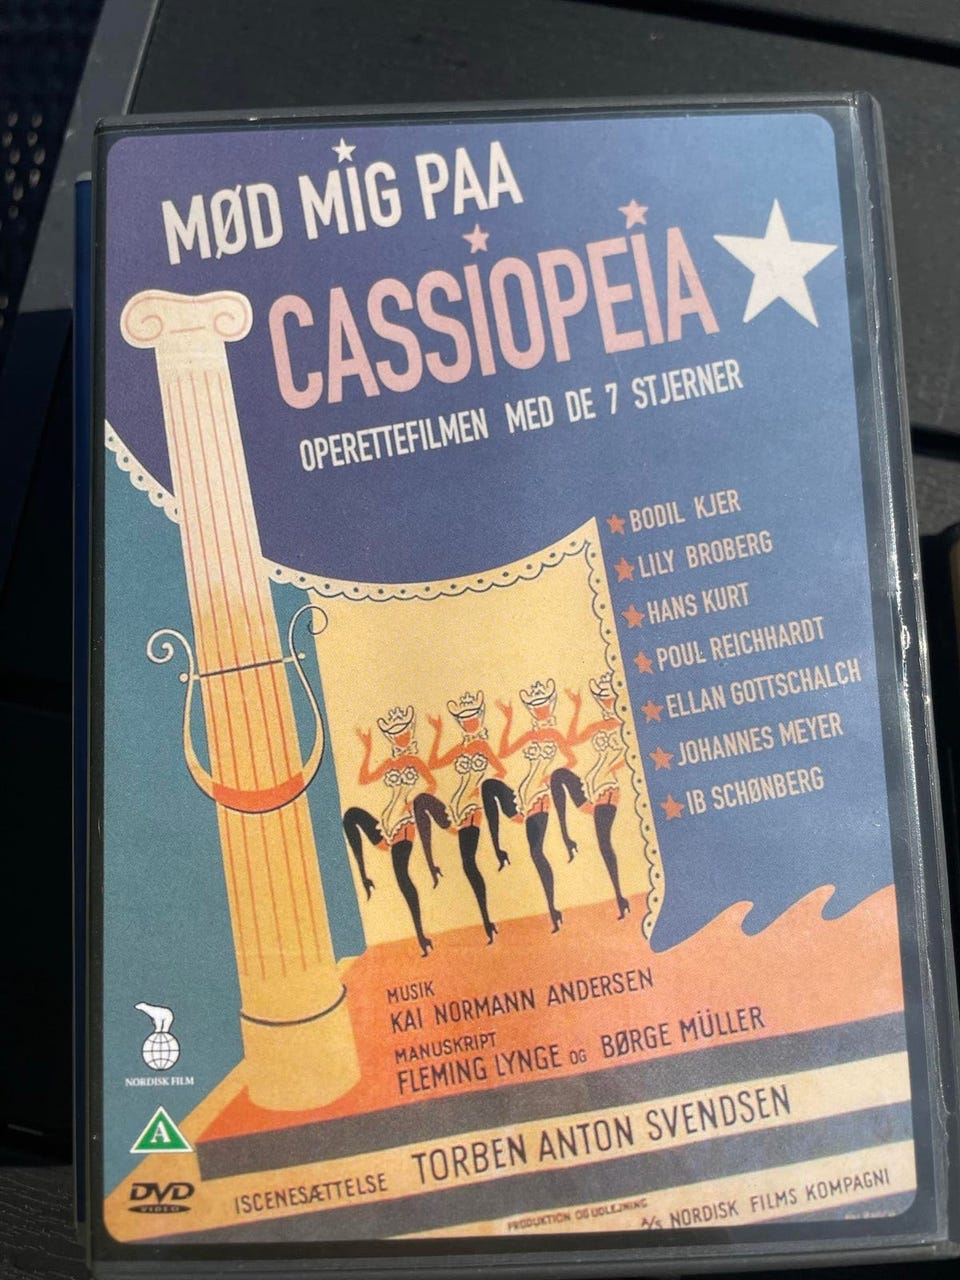 MØD MIG PAA
CASSIOPEIA
OPERETTEFILMEN MED DE 7 STJERNER
BODIL KJER
LILY BROBERG
HANS KURT
POUL REICHHARDT
ELLAN GOTTSCHALCH
JOHANNES MEYER
IB SCHØNBERG
MUSIK
KAI NORMANN ANDERSEN
MANUSKRIPT
FLEMING LYNGE OG BØRGE MÜLLER
NORDISK FILM
A
DVD
VIDEO
ISCENESÆTTELSE TORBEN ANTON SVENDSEN
PRODUKTION OG UDLEJNING
A/S NORDISK FILMS KOMPAGNI